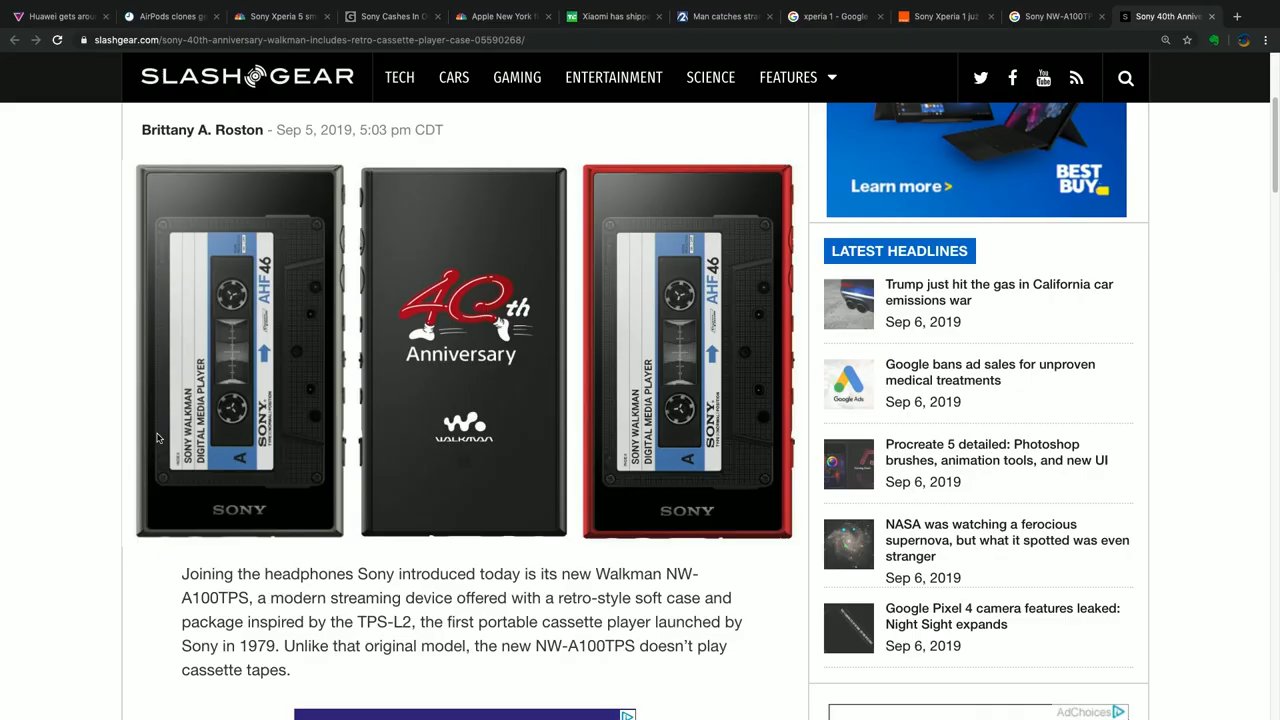 Huawei gets aroun
AirPods clones ge
Sony Xperia 5 sm
Sony Cashes In O
Apple New York f
Xiaomi has shippe
Man catches stran
xperia 1 - Google
Sony Xperia 1 jus
Sony NW-A100TP
Sony 40th Annive
slashgear.com/sony-40th-anniversary-walkman-includes-retro-cassette-player-case-05590268/
SLASHGEAR
TECH
CARS
GAMING
ENTERTAINMENT
SCIENCE
FEATURES
You Tube
Brittany A. Roston - Sep 5, 2019, 5:03 pm CDT
SONY WALKMAN
DIGITAL MEDIA PLAYER
A
AHF 46
SONY
SONY
40th
Anniversary
WALKMAN
SONY WALKMAN
DIGITAL MEDIA PLAYER
A
AHF 46
SONY
SONY
Joining the headphones Sony introduced today is its new Walkman NW-
A100TPS, a modern streaming device offered with a retro-style soft case and
package inspired by the TPS-L2, the first portable cassette player launched by
Sony in 1979. Unlike that original model, the new NW-A100TPS doesn't play
cassette tapes.
Learn more >
BEST BUY
LATEST HEADLINES
Trump just hit the gas in California car
emissions war
Sep 6, 2019
Google Ads
Google bans ad sales for unproven
medical treatments
Sep 6, 2019
Procreate 5 detailed: Photoshop
brushes, animation tools, and new UI
Sep 6, 2019
NASA was watching a ferocious
supernova, but what it spotted was even
stranger
Sep 6, 2019
Google Pixel 4 camera features leaked:
Night Sight expands
Sep 6, 2019
AdChoices